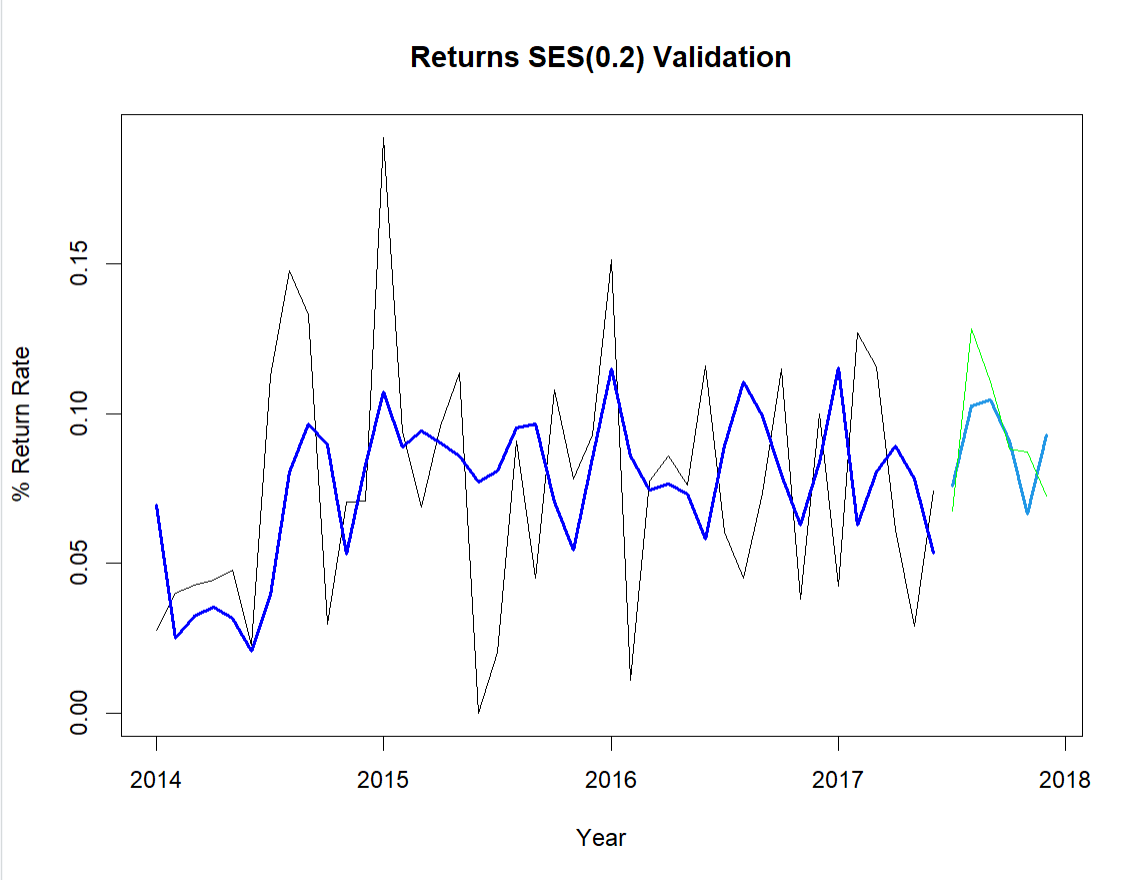 Returns SES(0.2) Validation
% Return Rate
0.15
0.10
0.05
0.00
2014 2015 2016 2017 2018
Year